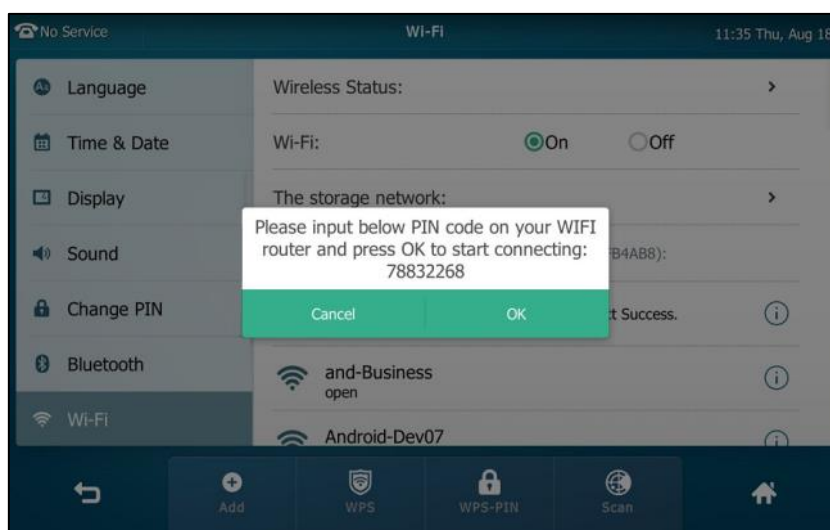 No Service
Wi-Fi
11:35 Thu, Aug 18
Language
Time & Date
Display
Sound
Change PIN
Bluetooth
Wi-Fi
Wireless Status:
Wi-Fi: On Off
The storage network:
Please input below PIN code on your WIFI
router and press OK to start connecting:
78832268
Cancel OK
FB4AB8):
t Success.
and-Business
open
Android-Dev07
Add
WPS
WPS-PIN
Scan